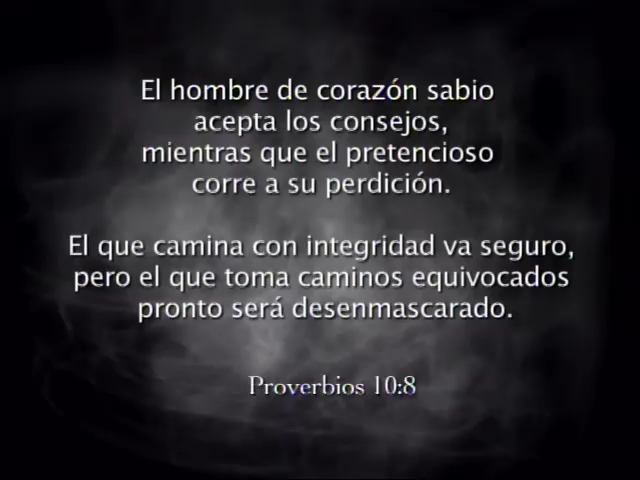 El hombre de corazón sabio
acepta los consejos,
mientras que el pretencioso
corre a su perdición.
El que camina con integridad va seguro,
pero el que toma caminos equivocados
pronto será desenmascarado.
Proverbios 10:8